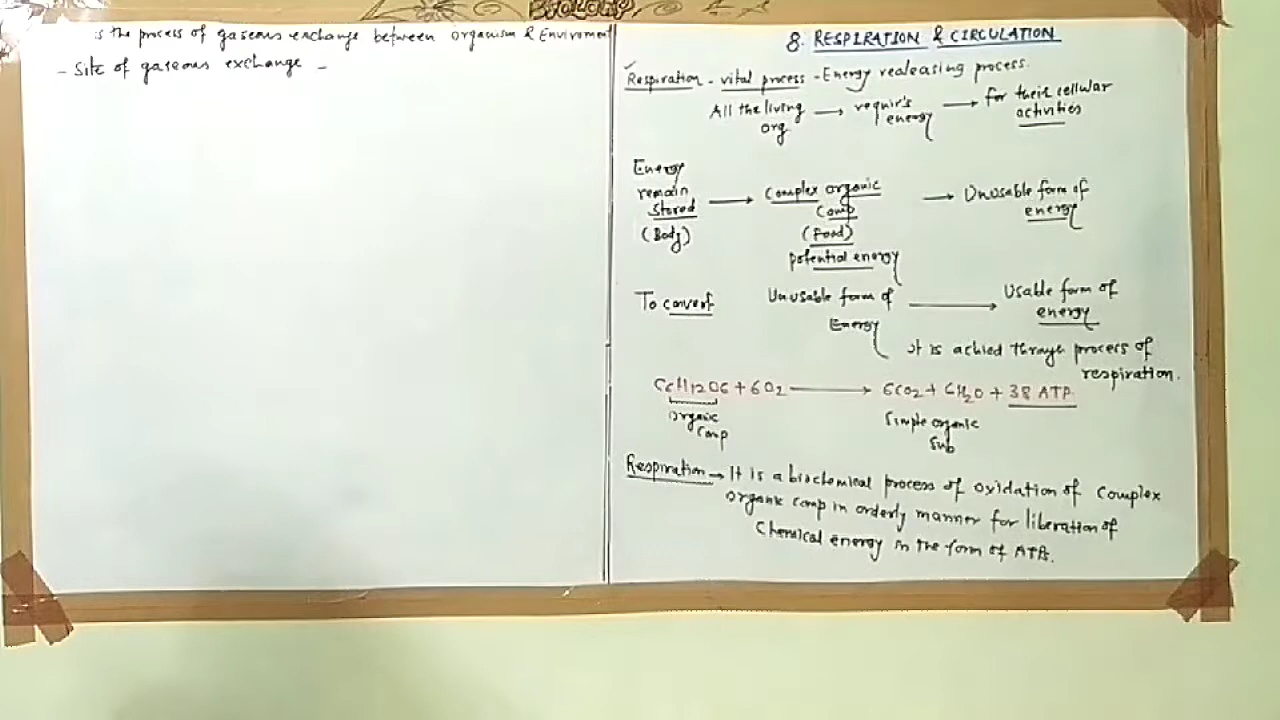 BIOLOGY
is the process of gaseous exchange between organism & Enviroment
- Site of gaseous exchange -
8. RESPIRATION & CIRCULATION
✓Respiration - vital process - Energy realeasing process.
All the living org → requir's energy → for their cellular activities
Energy remain stored (Body) → Complex organic comp (Food) potential energy → Unusable form of energy
To convert Unusable form of Energy → Usable form of energy
it is achied through process of
respiration.
C6H12O6 + 6O2 → 6CO2 + 6H2O + 38 ATP
organic comp
Simple organic sub
Respiration → It is a biochemical process of oxidation of complex
organic comp in orderly manner for liberation of
Chemical energy in the form of ATPs.